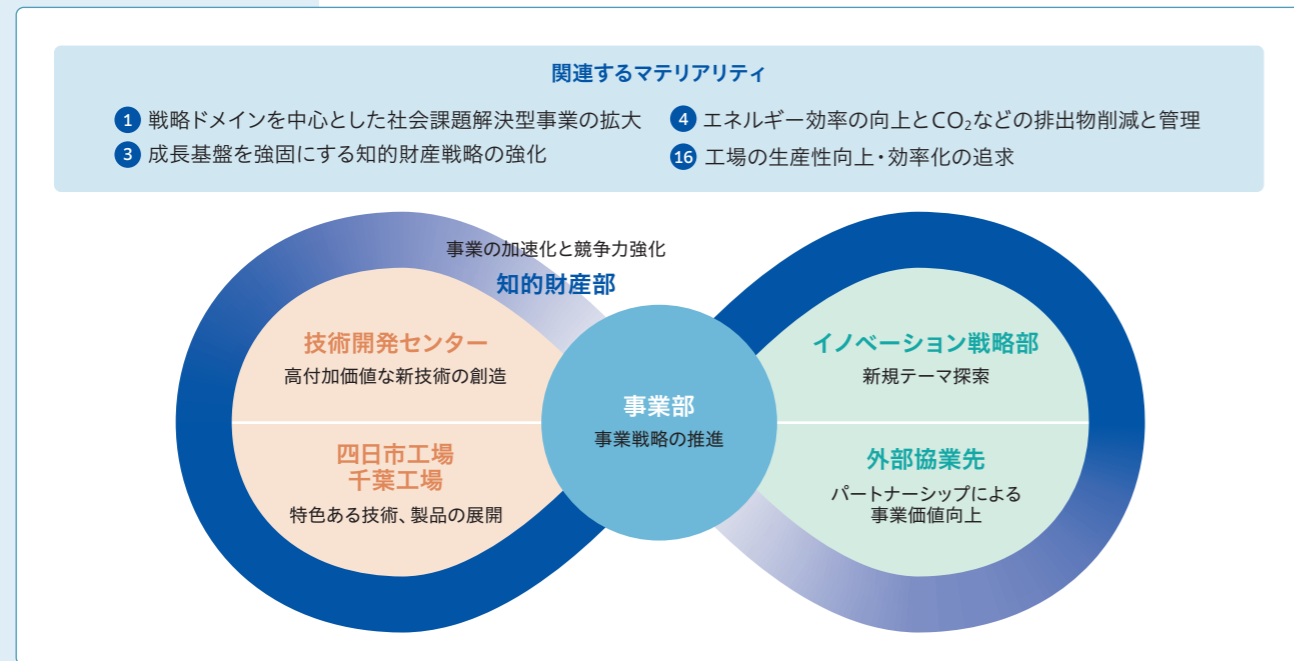 関連するマテリアリティ
1 戦略ドメインを中心とした社会課題解決型事業の拡大
4 エネルギー効率の向上とCO₂などの排出物削減と管理
3 成長基盤を強固にする知的財産戦略の強化
16 工場の生産性向上・効率化の追求
事業の加速化と競争力強化
知的財産部
技術開発センター
高付加価値な新技術の創造
四日市工場
千葉工場
特色ある技術、製品の展開
事業部
事業戦略の推進
イノベーション戦略部
新規テーマ探索
外部協業先
パートナーシップによる
事業価値向上